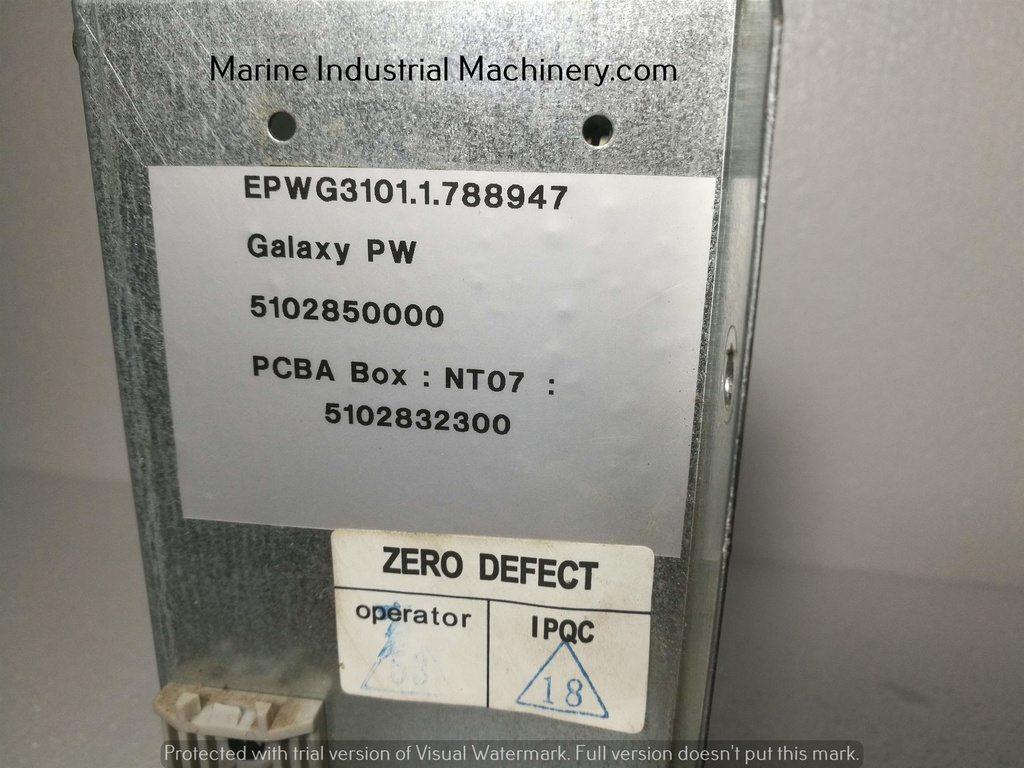 Marine Industrial Machinery.com
EPWG3101.1.788947
Galaxy PW
5102850000
PCBA Box : NT07 :
5102832300
ZERO DEFECT
operator
IPQC
18
Protected with trial version of Visual Watermark. Full version doesn't put this mark.